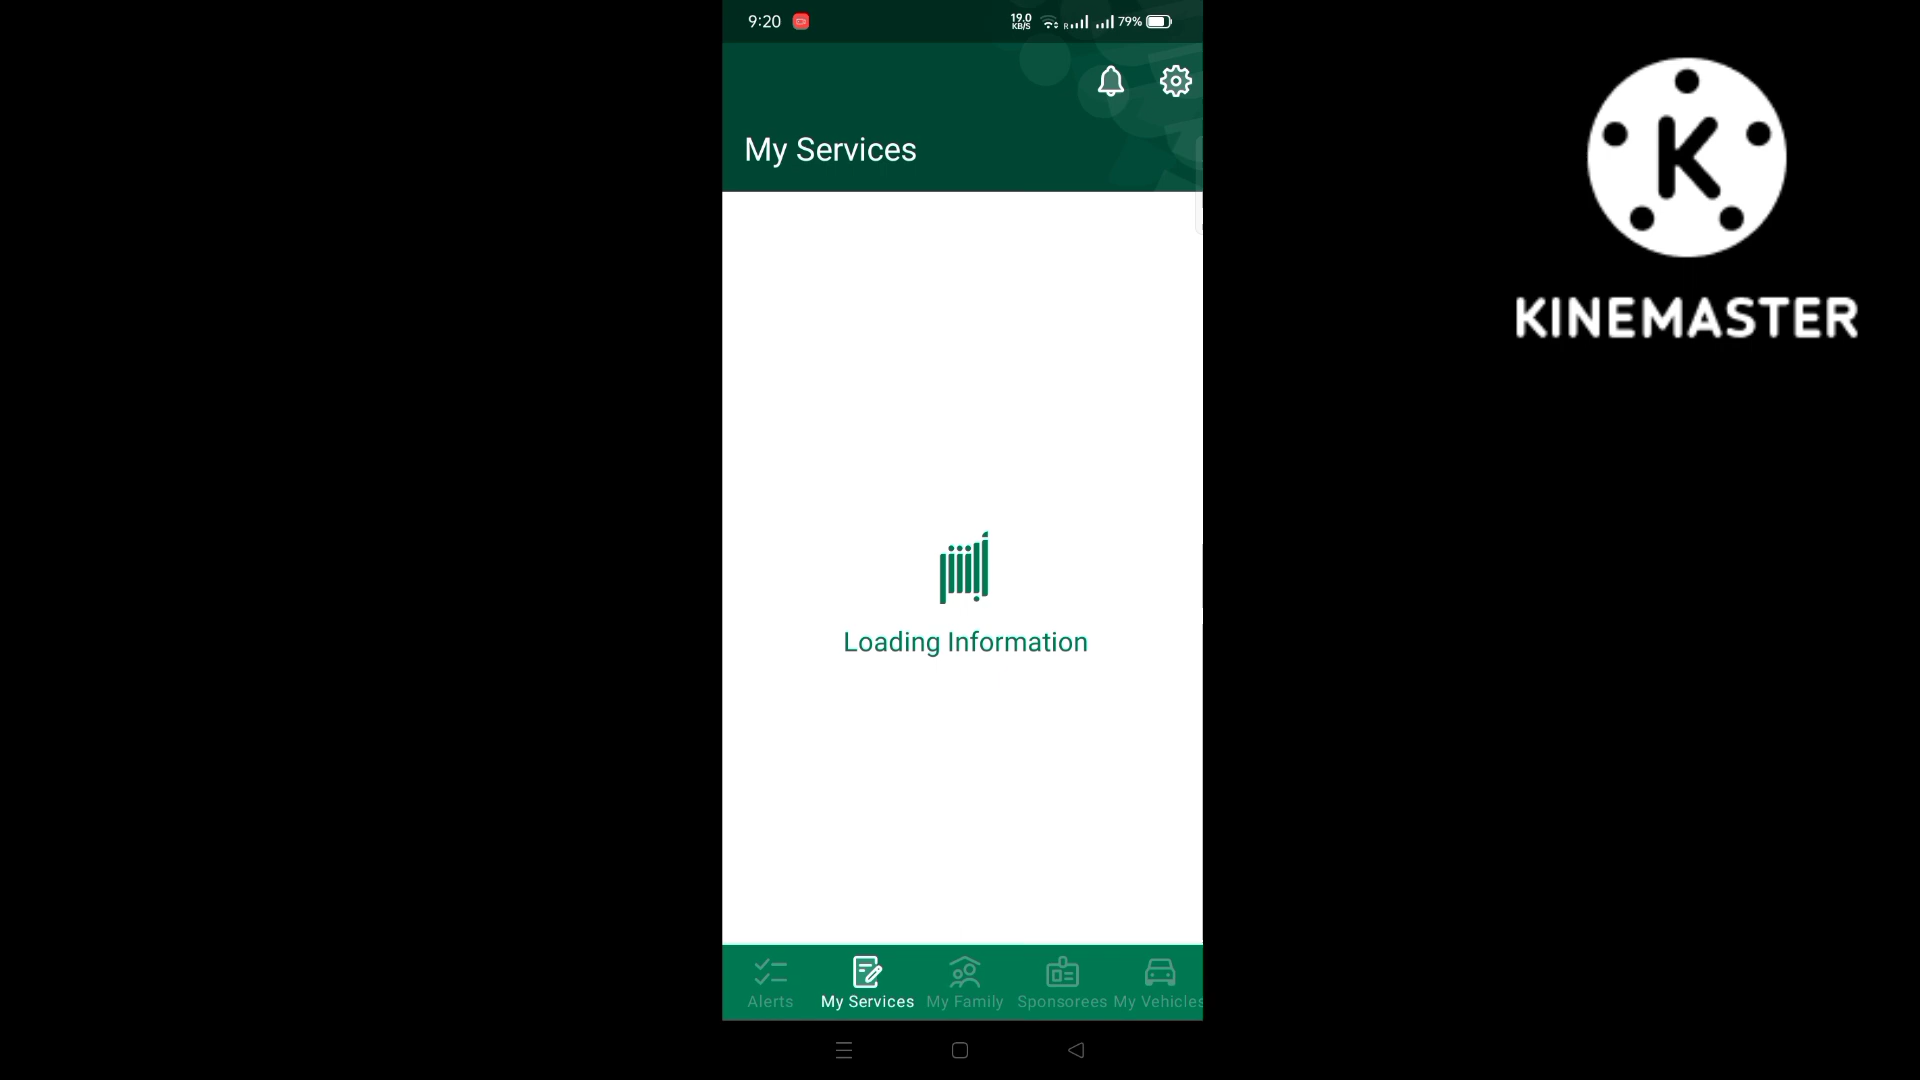 9:20
19.0
KB/S
R
79%
My Services
K
KINEMASTER
Loading Information
Alerts
My Services
My Family
Sponsorees
My Vehicles